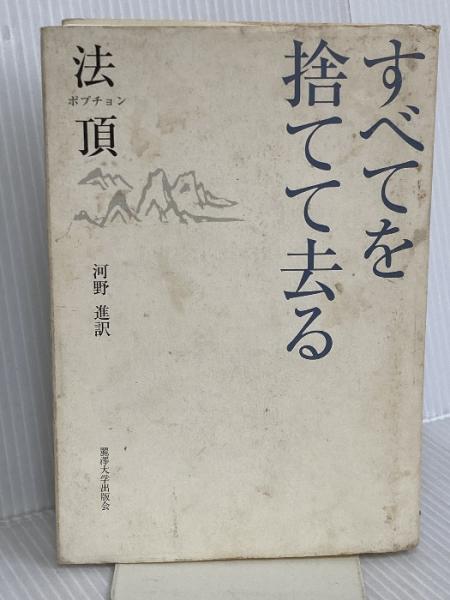 すべてを
捨てて去る
法頂
ポプチョン
河野 進訳
麗澤大学出版会